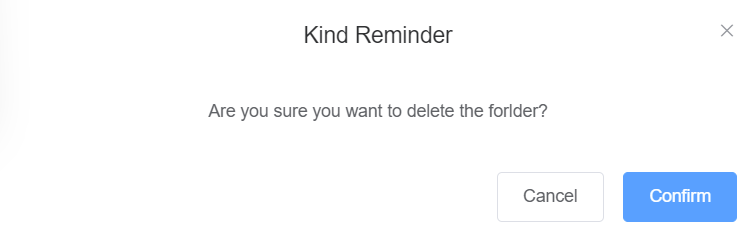 Kind Reminder
Are you sure you want to delete the forlder?
Cancel
Confirm